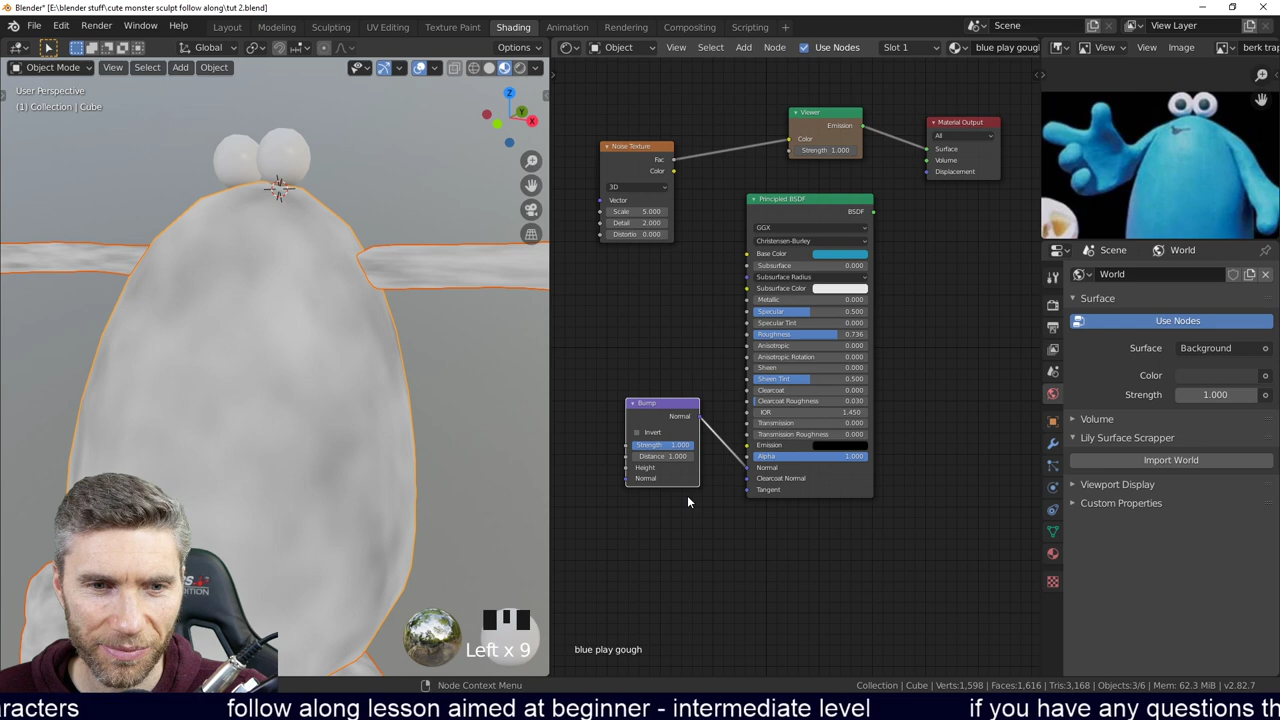 Blender* [E:\blender stuff\cute monster sculpt follow along\tut 2.blend]
File Edit Render Window Help Layout Modeling Sculpting UV Editing Texture Paint Shading Animation Rendering Compositing Scripting + Scene View Layer
Global Options Object View Select Add Node Use Nodes Slot 1 blue play goug View View Image berk trap
Object Mode View Select Add Object
User Perspective
(1) Collection | Cube
Z
Y
X
Noise Texture
Fac
Color
3D
Vector
Scale 5.000
Detail 2.000
Distortio 0.000
Viewer
Emission
Color
Strength 1.000
Material Output
All
Surface
Volume
Displacement
Principled BSDF
BSDF
GGX
Christensen-Burley
Base Color
Subsurface 0.000
Subsurface Radius
Subsurface Color
Metallic 0.000
Specular 0.500
Specular Tint 0.000
Roughness 0.736
Anisotropic 0.000
Anisotropic Rotation 0.000
Sheen 0.000
Sheen Tint 0.500
Clearcoat 0.000
Clearcoat Roughness 0.030
IOR 1.450
Transmission 0.000
Transmission Roughness 0.000
Emission
Alpha 1.000
Normal
Clearcoat Normal
Tangent
Bump
Normal
Invert
Strength 1.000
Distance 1.000
Height
Normal
Scene World
World
Surface
Use Nodes
Surface Background
Color
Strength 1.000
Volume
Lily Surface Scrapper
Import World
Viewport Display
Custom Properties
EDITION
Left x 9
blue play gough
Node Context Menu
Collection | Cube | Verts:1,598 | Faces:1,616 | Tris:3,168 | Objects:3/6 | Mem: 62.3 MiB | v2.82.7
aracters follow along lesson aimed at beginner - intermediate level if you have any questions th